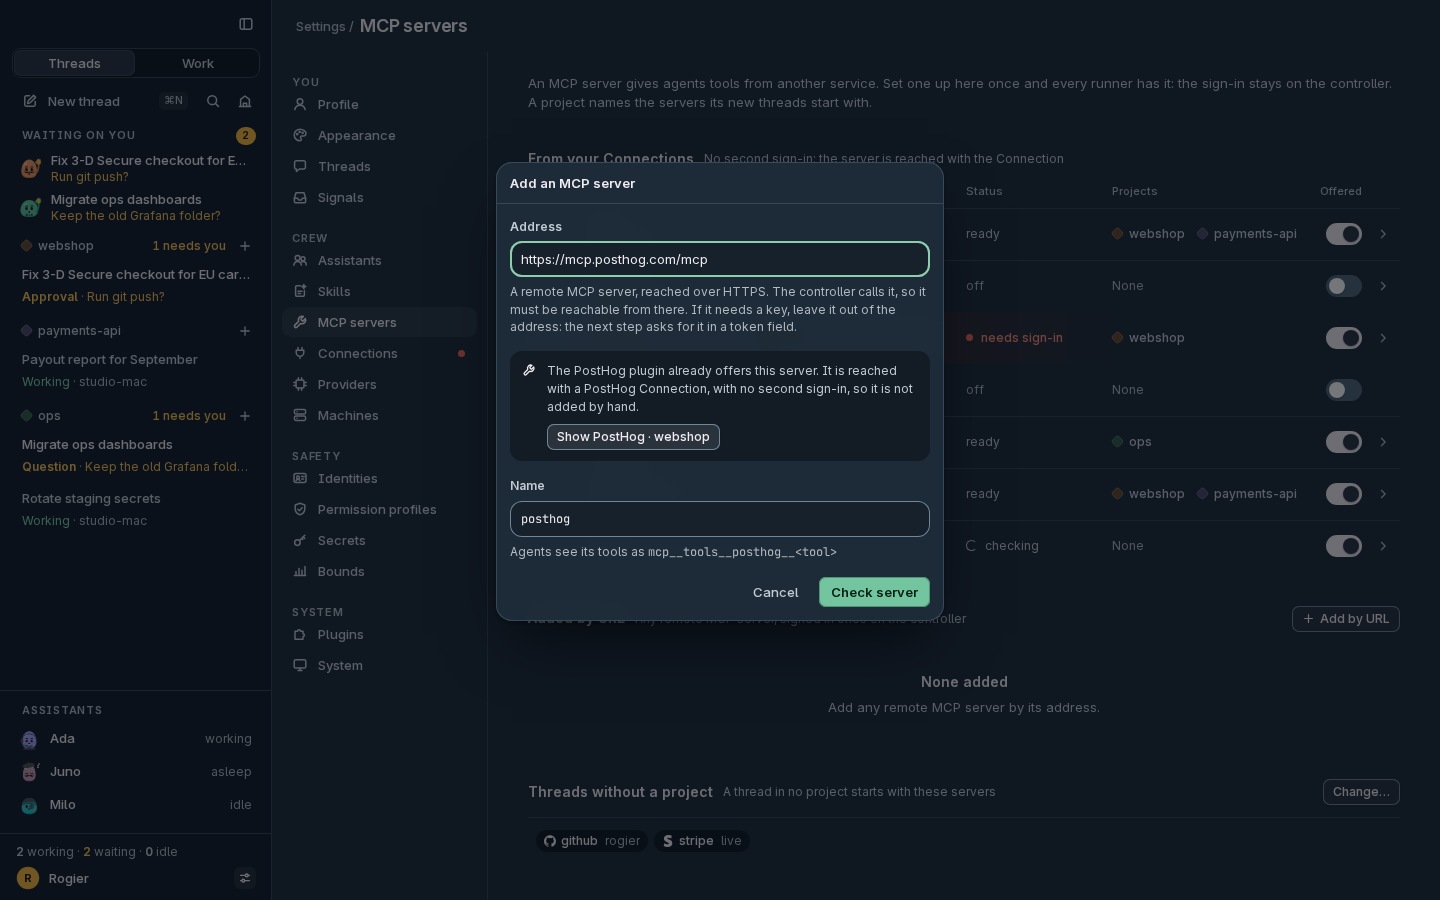 Threads
Work
New thread
⌘N
WAITING ON YOU
2
Fix 3-D Secure checkout for E…
Run git push?
Migrate ops dashboards
Keep the old Grafana folder?
webshop
1 needs you
Fix 3-D Secure checkout for EU car…
Approval · Run git push?
payments-api
Payout report for September
Working · studio-mac
ops
1 needs you
Migrate ops dashboards
Question · Keep the old Grafana fold…
Rotate staging secrets
Working · studio-mac
ASSISTANTS
Ada
working
Juno
asleep
Milo
idle
2 working · 2 waiting · 0 idle
R
Rogier
Settings / MCP servers
YOU
Profile
Appearance
Threads
Signals
CREW
Assistants
Skills
MCP servers
Connections
Providers
Machines
SAFETY
Identities
Permission profiles
Secrets
Bounds
SYSTEM
Plugins
System
An MCP server gives agents tools from another service. Set one up here once and every runner has it: the sign-in stays on the controller.
A project names the servers its new threads start with.
From your Connections No second sign-in: the server is reached with the Connection
Status
Projects
Offered
ready
webshop
payments-api
off
None
needs sign-in
webshop
off
None
ready
ops
ready
webshop
payments-api
checking
None
Add an MCP server
Address
https://mcp.posthog.com/mcp
A remote MCP server, reached over HTTPS. The controller calls it, so it
must be reachable from there. If it needs a key, leave it out of the
address: the next step asks for it in a token field.
The PostHog plugin already offers this server. It is reached
with a PostHog Connection, with no second sign-in, so it is not
added by hand.
Show PostHog · webshop
Name
posthog
Agents see its tools as mcp__tools__posthog__<tool>
Cancel
Check server
Add by URL
None added
Add any remote MCP server by its address.
Threads without a project A thread in no project starts with these servers
Change…
github rogier
stripe live